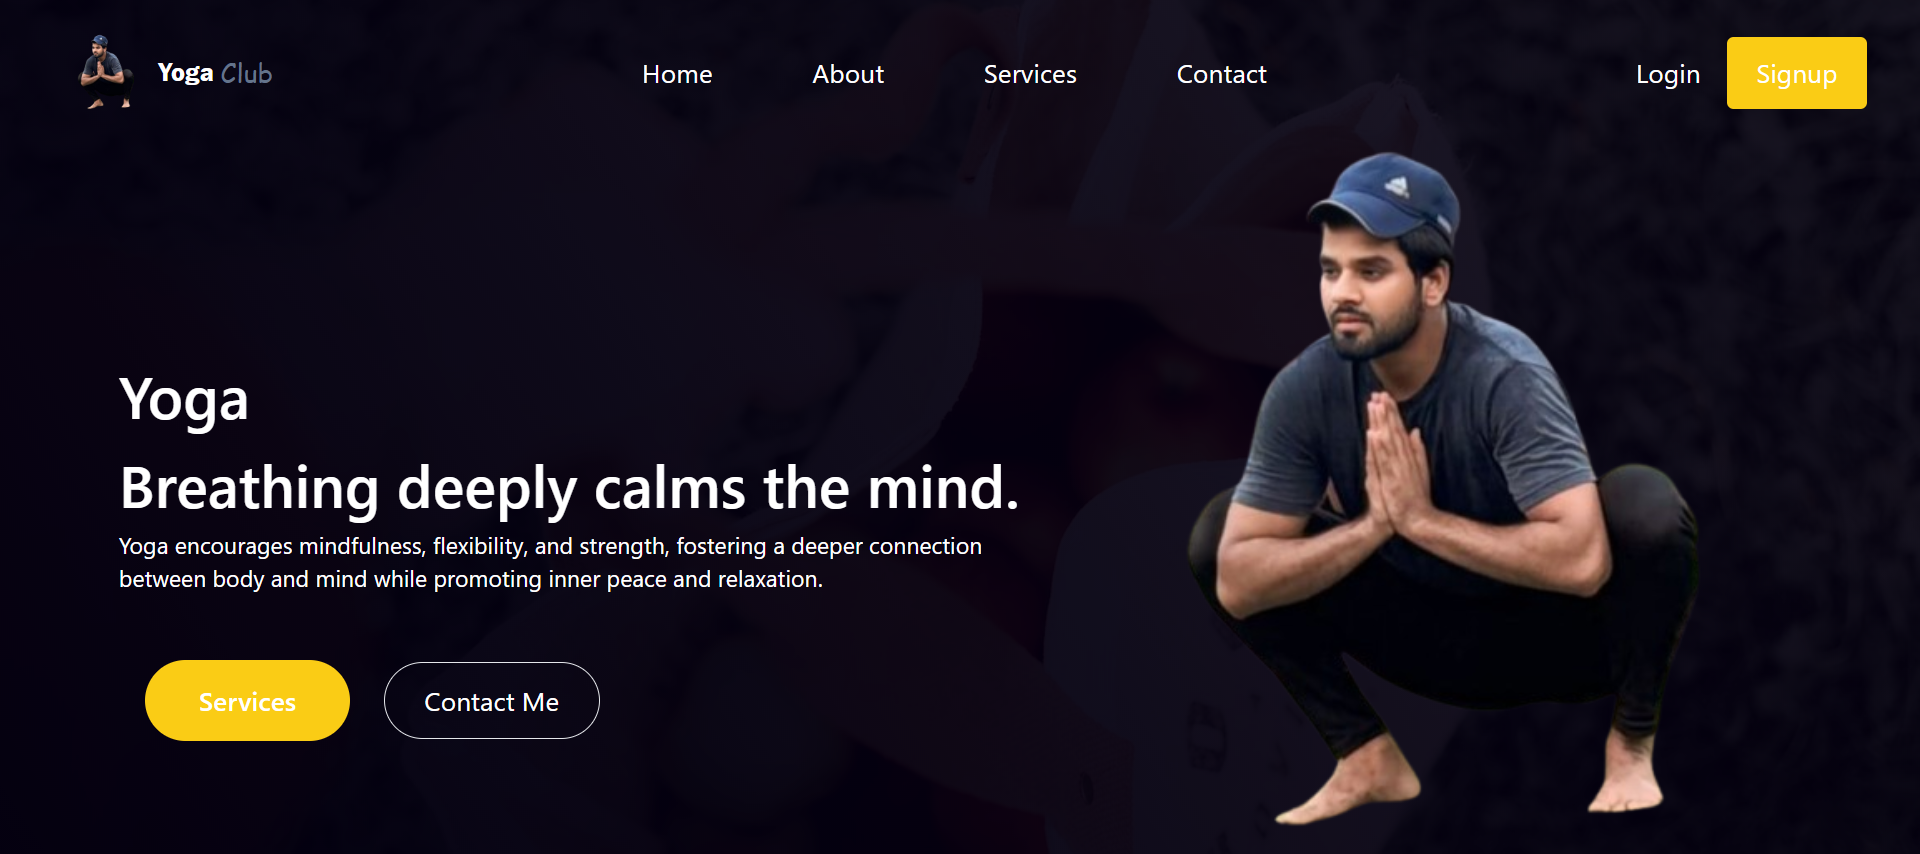 Yoga Club
Home
About
Services
Contact
Login
Signup
Yoga
Breathing deeply calms the mind.
Yoga encourages mindfulness, flexibility, and strength, fostering a deeper connection
between body and mind while promoting inner peace and relaxation.
Services
Contact Me